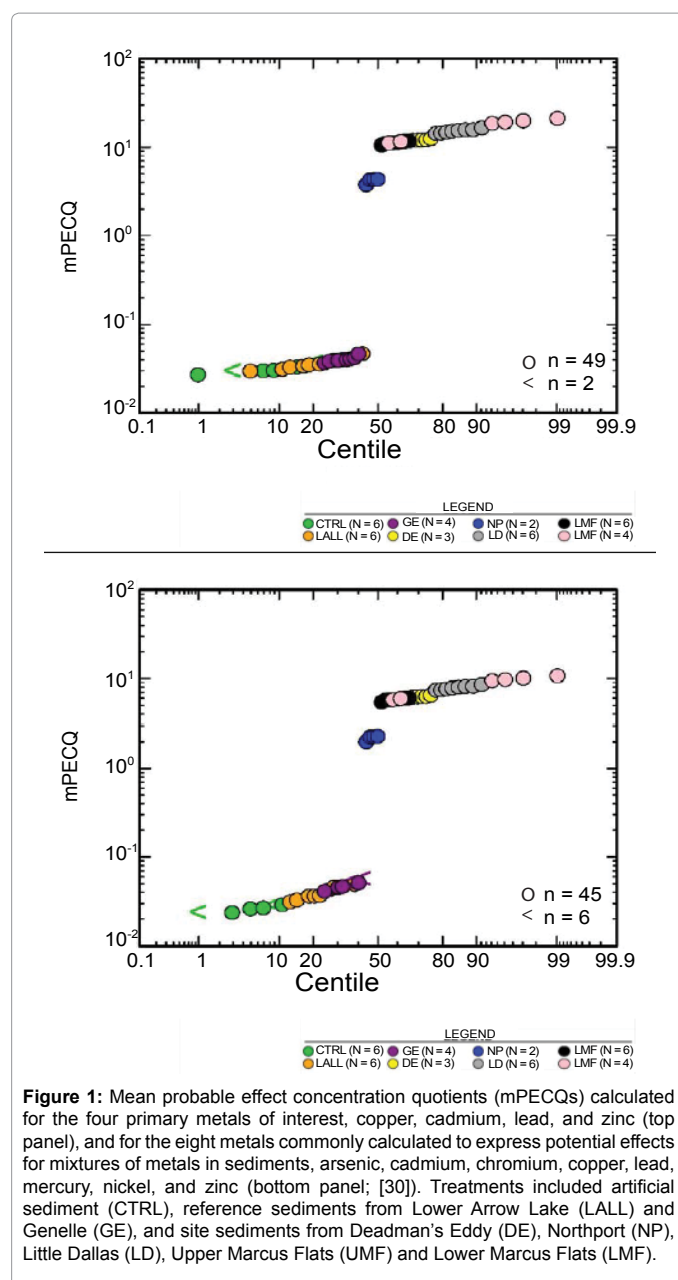 10²
10¹
10⁰
10⁻¹
10⁻²
mPECQ
O n = 49
< n = 2
0.1 1 10 20 50 80 90 99 99.9
Centile
LEGEND
CTRL (N = 6) GE (N = 4) NP (N = 2) LMF (N = 6)
LALL (N = 6) DE (N = 3) LD (N = 6) LMF (N = 4)
10²
10¹
10⁰
10⁻¹
10⁻²
mPECQ
O n = 45
< n = 6
0.1 1 10 20 50 80 90 99 99.9
Centile
LEGEND
CTRL (N = 6) GE (N = 4) NP (N = 2) LMF (N = 6)
LALL (N = 6) DE (N = 3) LD (N = 6) LMF (N = 4)
Figure 1: Mean probable effect concentration quotients (mPECQs) calculated
for the four primary metals of interest, copper, cadmium, lead, and zinc (top
panel), and for the eight metals commonly calculated to express potential effects
for mixtures of metals in sediments, arsenic, cadmium, chromium, copper, lead,
mercury, nickel, and zinc (bottom panel; [30]). Treatments included artificial
sediment (CTRL), reference sediments from Lower Arrow Lake (LALL) and
Genelle (GE), and site sediments from Deadman's Eddy (DE), Northport (NP),
Little Dallas (LD), Upper Marcus Flats (UMF) and Lower Marcus Flats (LMF).